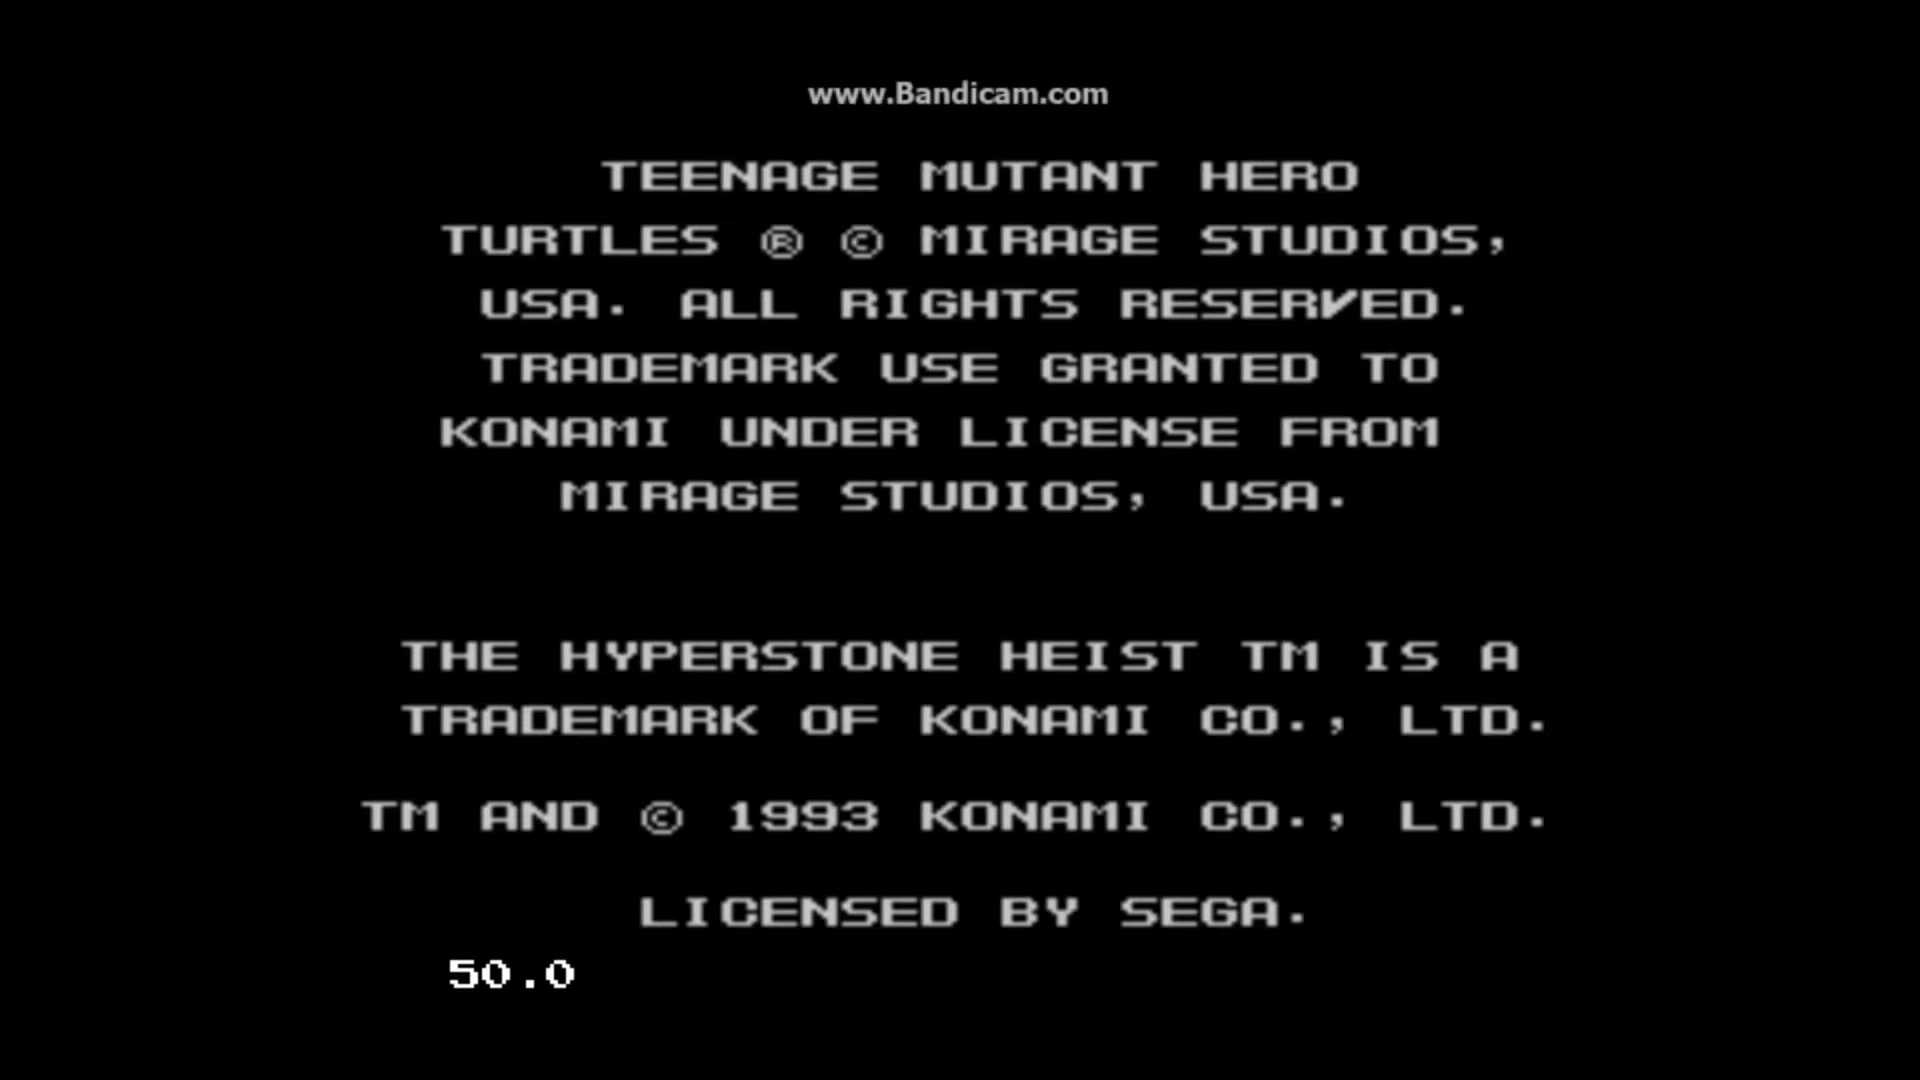 www.Bandicam.com
TEENAGE MUTANT HERO
TURTLES ® © MIRAGE STUDIOS,
USA. ALL RIGHTS RESERVED.
TRADEMARK USE GRANTED TO
KONAMI UNDER LICENSE FROM
MIRAGE STUDIOS, USA.
THE HYPERSTONE HEIST TM IS A
TRADEMARK OF KONAMI CO., LTD.
TM AND © 1993 KONAMI CO., LTD.
LICENSED BY SEGA.
50.0